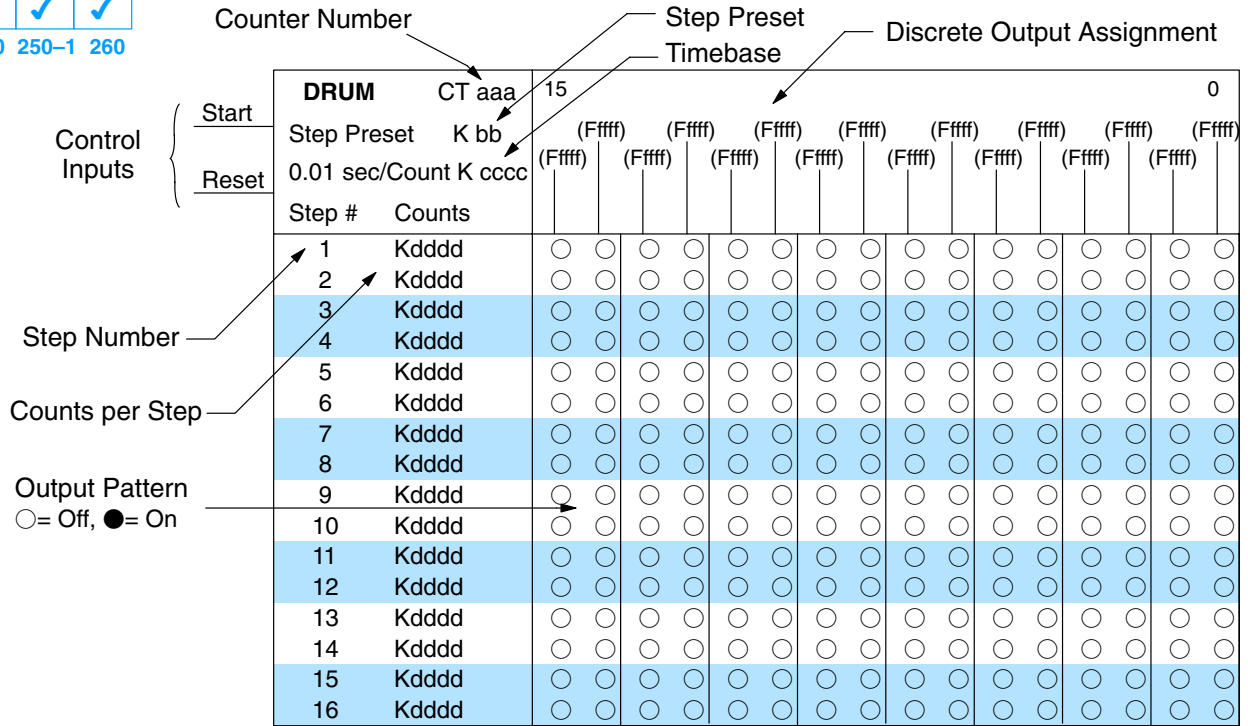 ✓ ✓
0 250–1 260
Counter Number
Step Preset
Timebase
Discrete Output Assignment
Control
Inputs
Start
Reset
DRUM CT aaa 15 0
Step Preset K bb
0.01 sec/Count K cccc
(Fffff) (Fffff) (Fffff) (Fffff) (Fffff) (Fffff) (Fffff) (Fffff)
(Fffff) (Fffff) (Fffff) (Fffff) (Fffff) (Fffff) (Fffff) (Fffff)
Step # Counts
1 Kdddd
2 Kdddd
3 Kdddd
4 Kdddd
5 Kdddd
6 Kdddd
7 Kdddd
8 Kdddd
9 Kdddd
10 Kdddd
11 Kdddd
12 Kdddd
13 Kdddd
14 Kdddd
15 Kdddd
16 Kdddd
Step Number
Counts per Step
Output Pattern
○= Off, ●= On